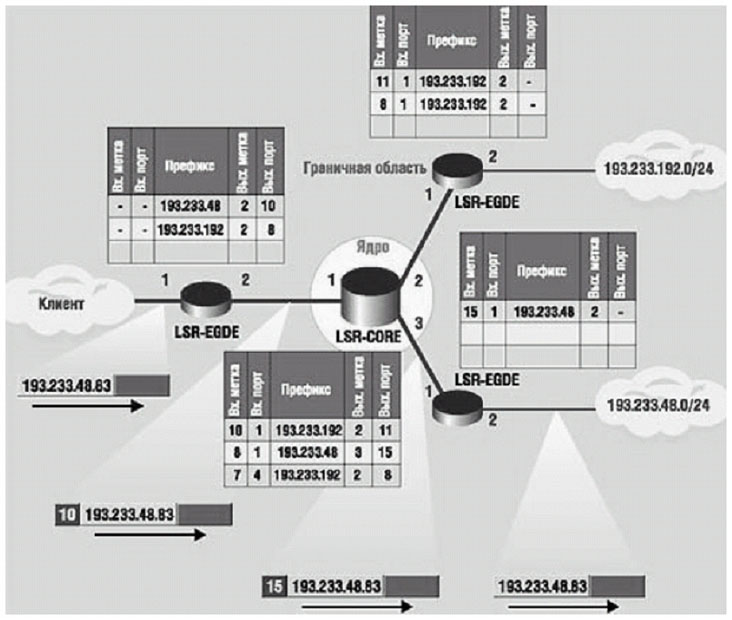 Вх. метка Вх. порт Префикс Вых. метка Вых. порт
11 1 193.233.192 2 -
8 1 193.233.192 2 -
Вх. метка Вх. порт Префикс Вых. метка Вых. порт
- - 193.233.48 2 10
- - 193.233.192 2 8
Граничная область
2
1
LSR-EGDE
193.233.192.0/24
Ядро
Клиент
1
2
LSR-EGDE
1
2
3
LSR-CORE
Вх. метка Вх. порт Префикс Вых. метка Вых. порт
15 1 193.233.48 2 -
LSR-EGDE
1
2
193.233.48.0/24
Вх. метка Вх. порт Префикс Вых. метка Вых. порт
10 1 193.233.192 2 11
8 1 193.233.48 3 15
7 4 193.233.192 2 8
193.233.48.83
10 193.233.48.83
15 193.233.48.83
193.233.48.83